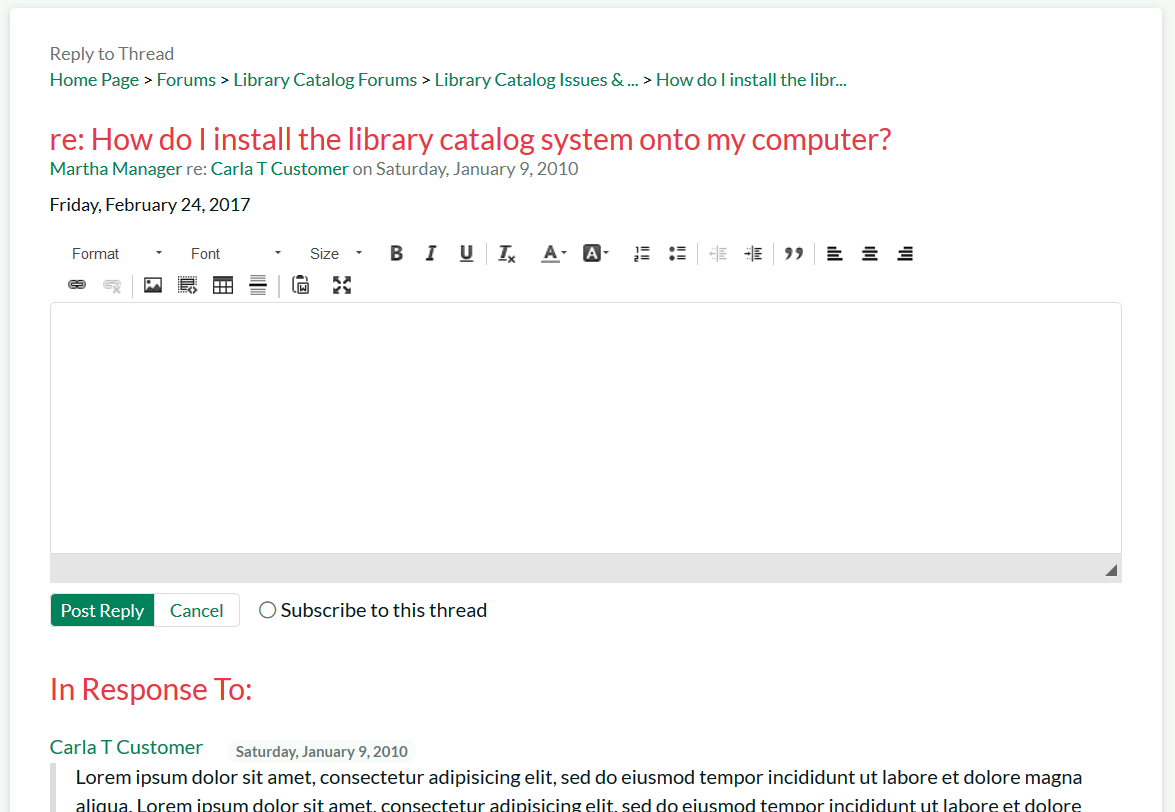 Reply to Thread
Home Page > Forums > Library Catalog Forums > Library Catalog Issues & ... > How do I install the libr...
re: How do I install the library catalog system onto my computer?
Martha Manager re: Carla T Customer on Saturday, January 9, 2010
Friday, February 24, 2017
Format Font Size B I U Tx A A
Post Reply Cancel Subscribe to this thread
In Response To:
Carla T Customer Saturday, January 9, 2010
Lorem ipsum dolor sit amet, consectetur adipisicing elit, sed do eiusmod tempor incididunt ut labore et dolore magna
aliqua. Lorem ipsum dolor sit amet, consectetur adipisicing elit, sed do eiusmod tempor incididunt ut labore et dolore